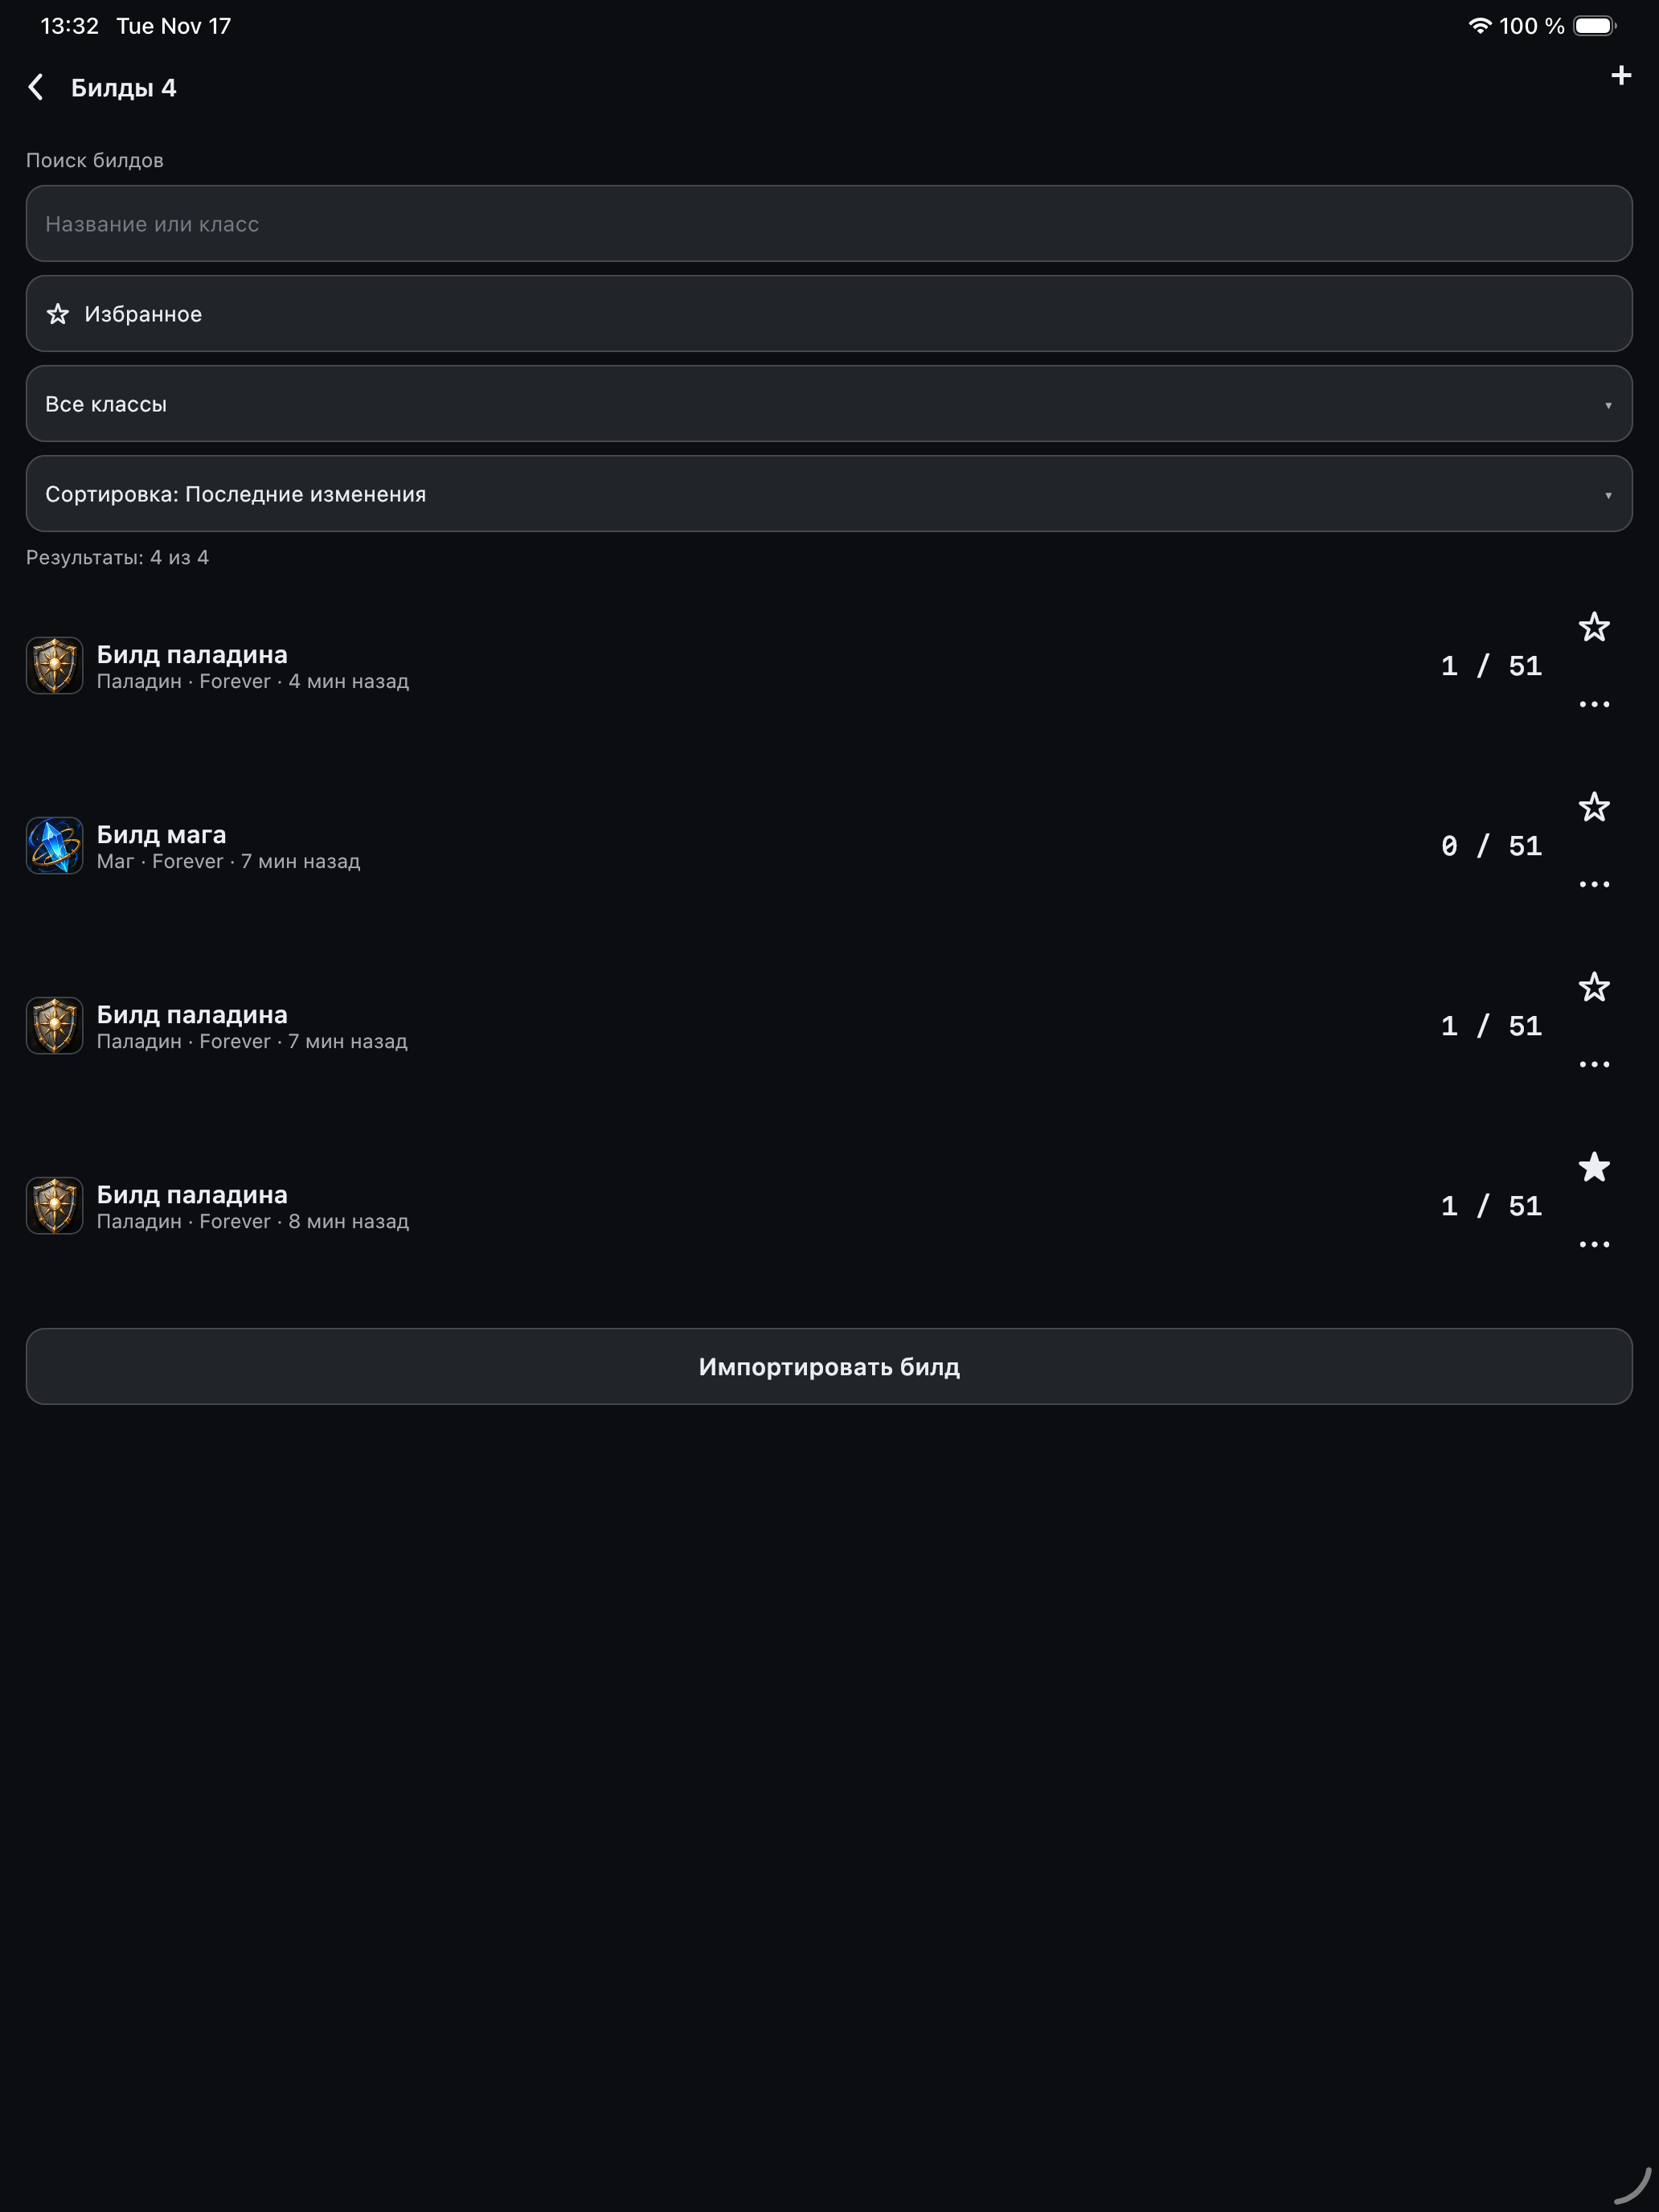 13:32 Tue Nov 17 100 %
Билды 4
+
Поиск билдов
Название или класс
Избранное
Все классы
Сортировка: Последние изменения
Результаты: 4 из 4
Билд паладина
Паладин · Forever · 4 мин назад
1 / 51
Билд мага
Маг · Forever · 7 мин назад
0 / 51
Билд паладина
Паладин · Forever · 7 мин назад
1 / 51
Билд паладина
Паладин · Forever · 8 мин назад
1 / 51
Импортировать билд